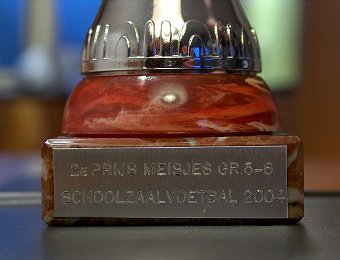 2e PRIJS MEISJES GR.5-6
SCHOOLZAALVOETBAL 2004